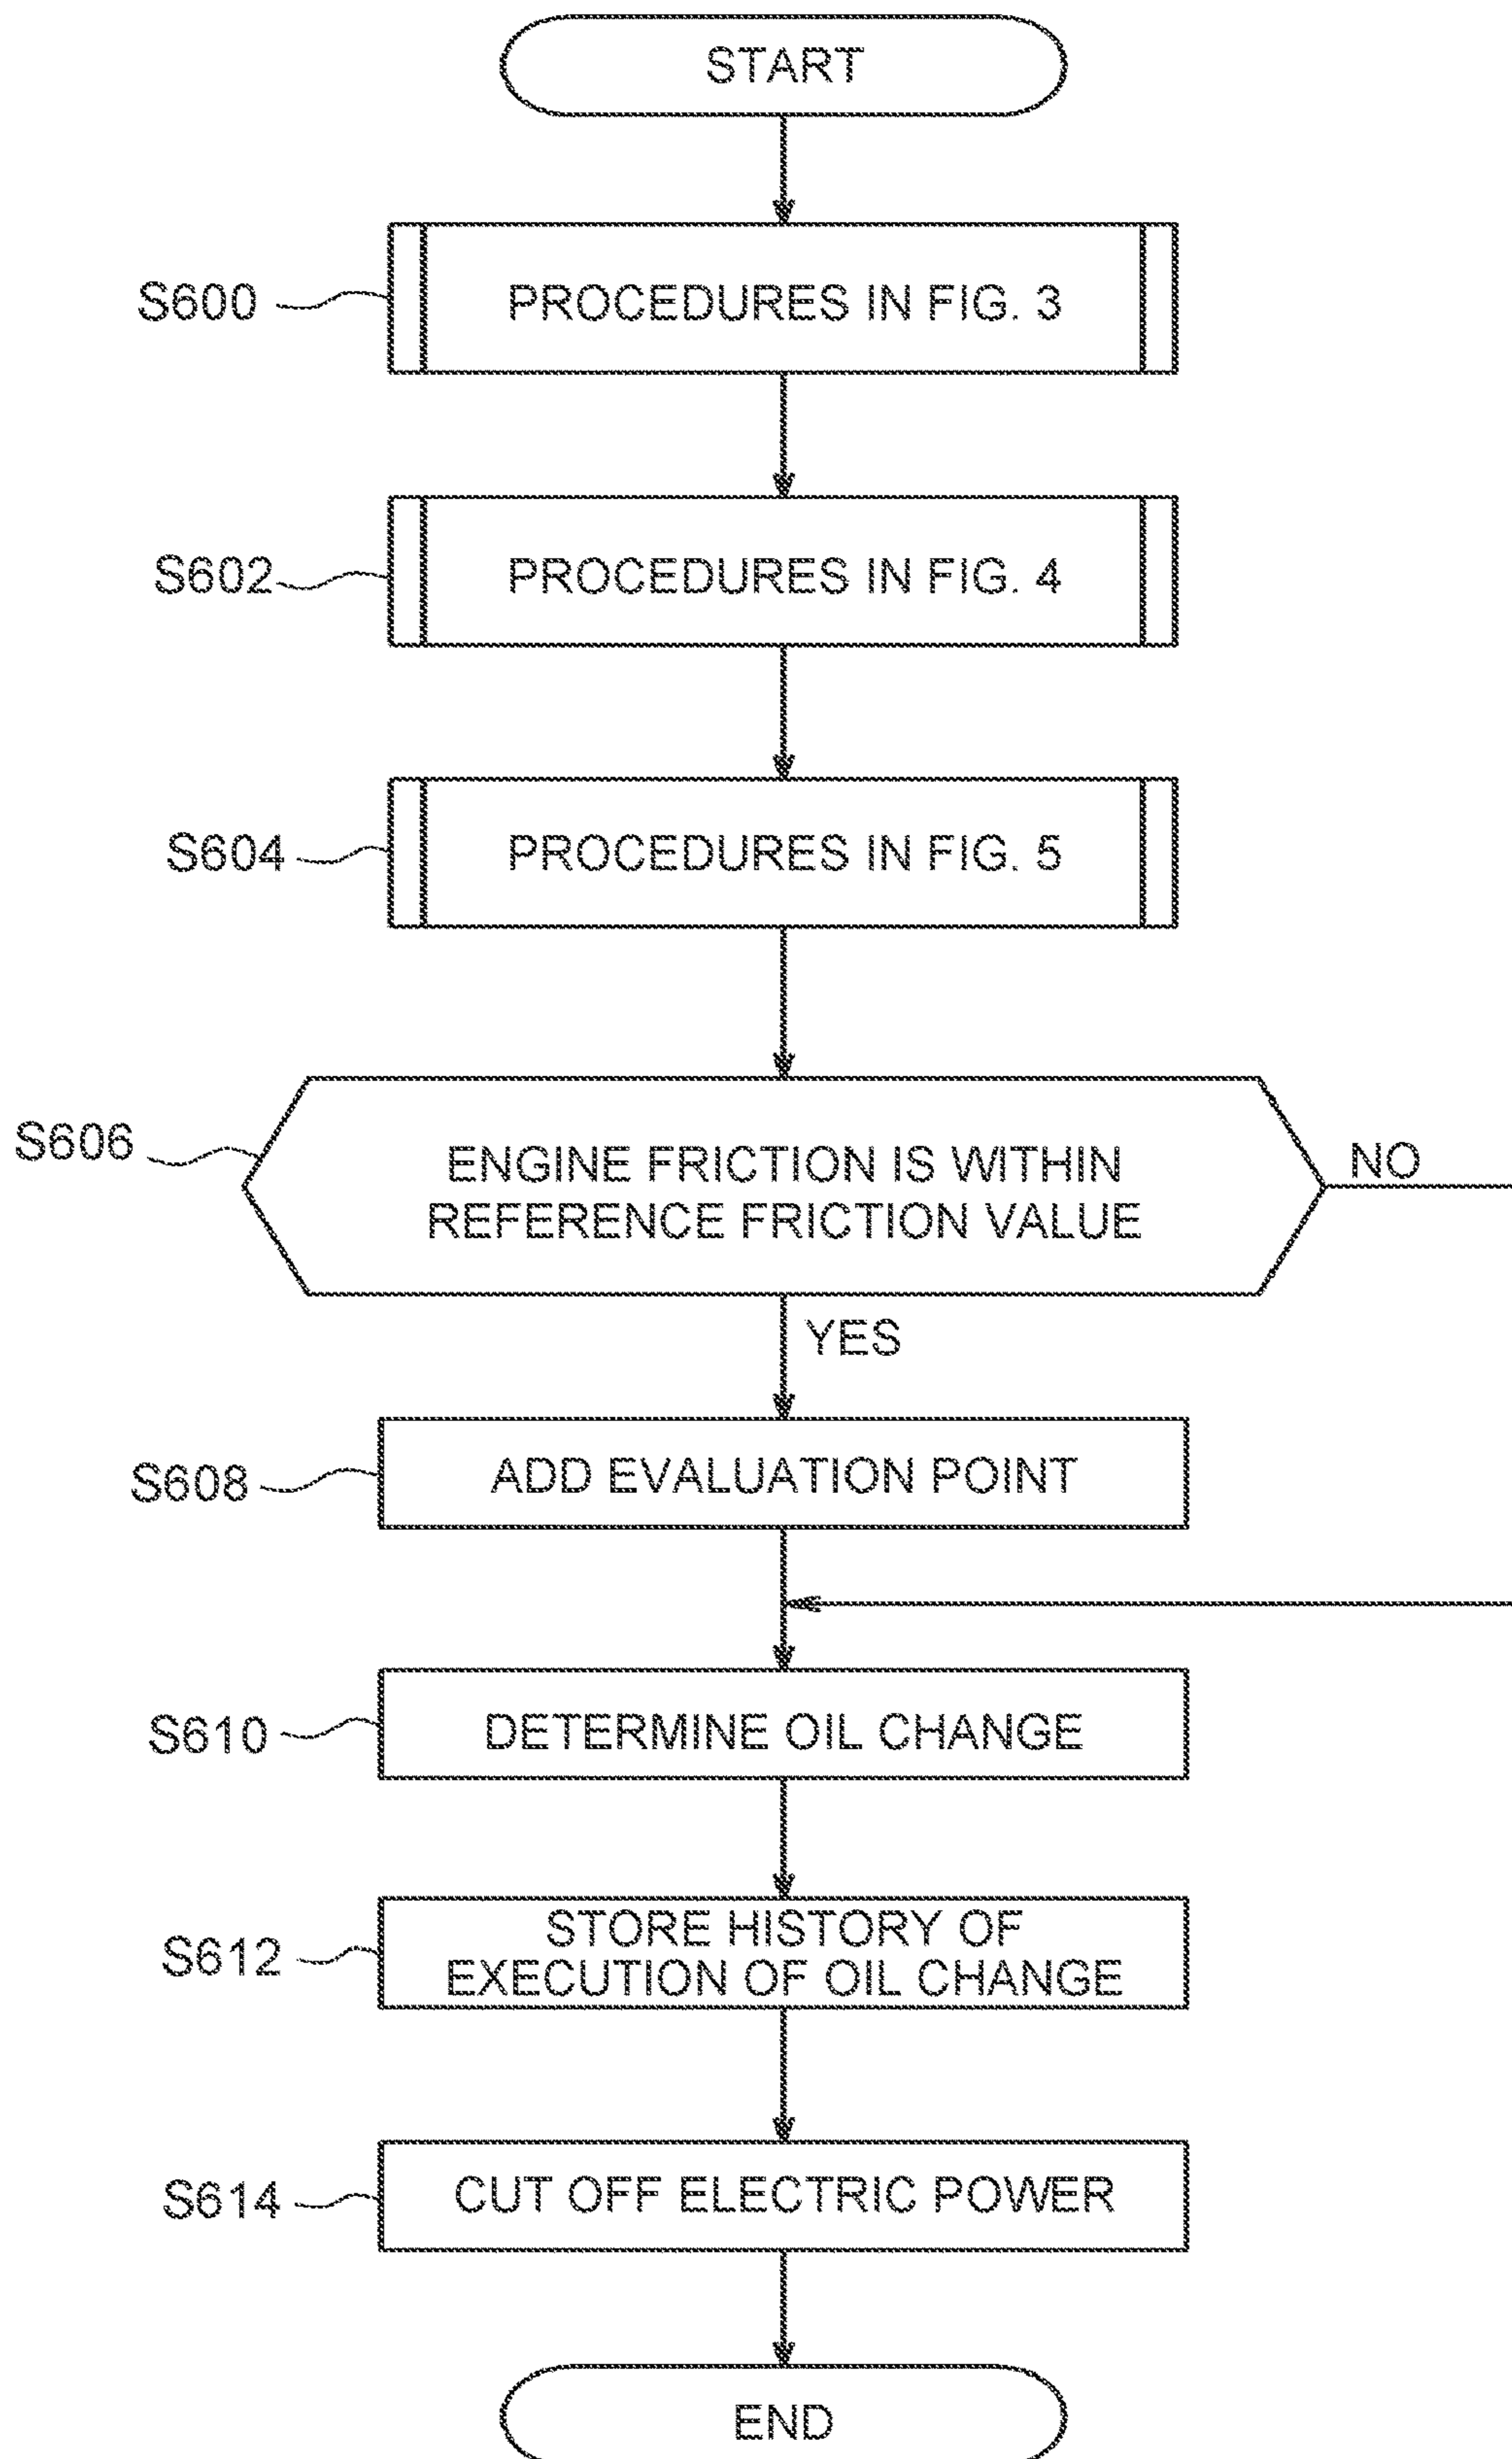 START
S600
PROCEDURES IN FIG. 3
S602
PROCEDURES IN FIG. 4
S604
PROCEDURES IN FIG. 5
S606
ENGINE FRICTION IS WITHIN
REFERENCE FRICTION VALUE
NO
YES
S608
ADD EVALUATION POINT
S610
DETERMINE OIL CHANGE
S612
STORE HISTORY OF
EXECUTION OF OIL CHANGE
S614
CUT OFF ELECTRIC POWER
END